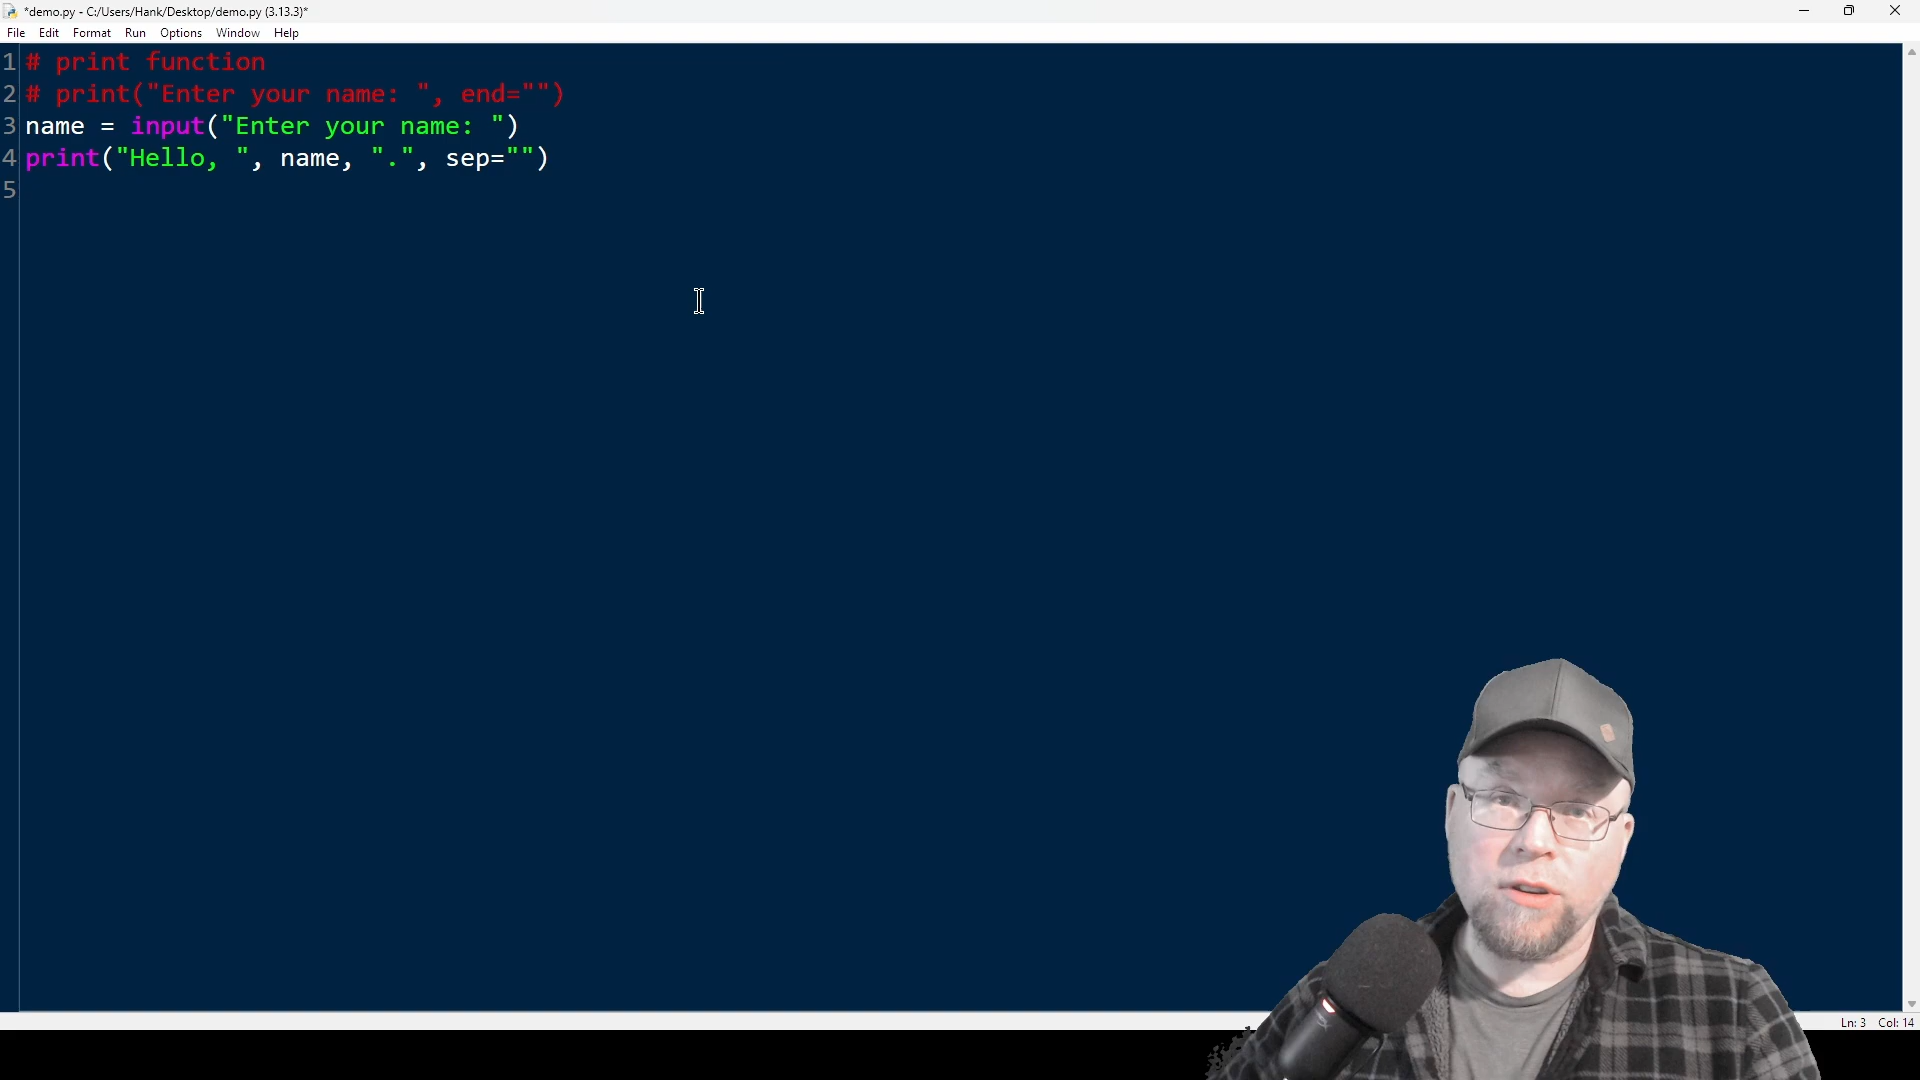 *demo.py - C:/Users/Hank/Desktop/demo.py (3.13.3)*
File Edit Format Run Options Window Help
1 # print function
2 # print("Enter your name: ", end="")
3 name = input("Enter your name: ")
4 print("Hello, ", name, ".", sep="")
5
Ln: 3 Col: 14